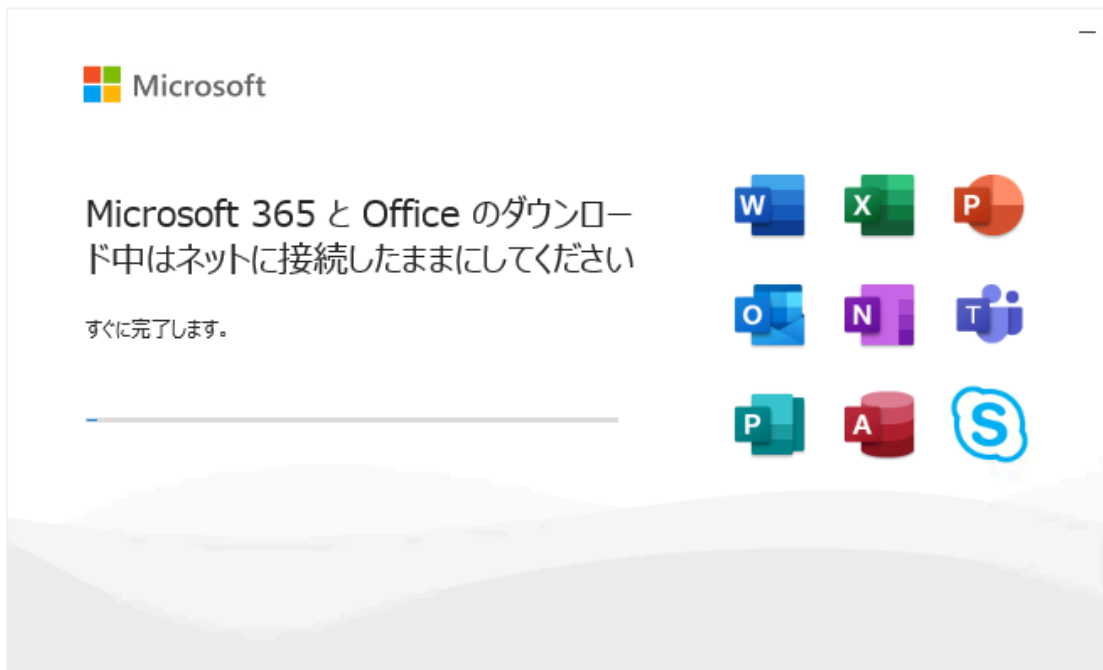 Microsoft
Microsoft 365 と Office のダウンロー
ド中はネットに接続したままにしてください
すぐに完了します。
W X P
O N T
P A S